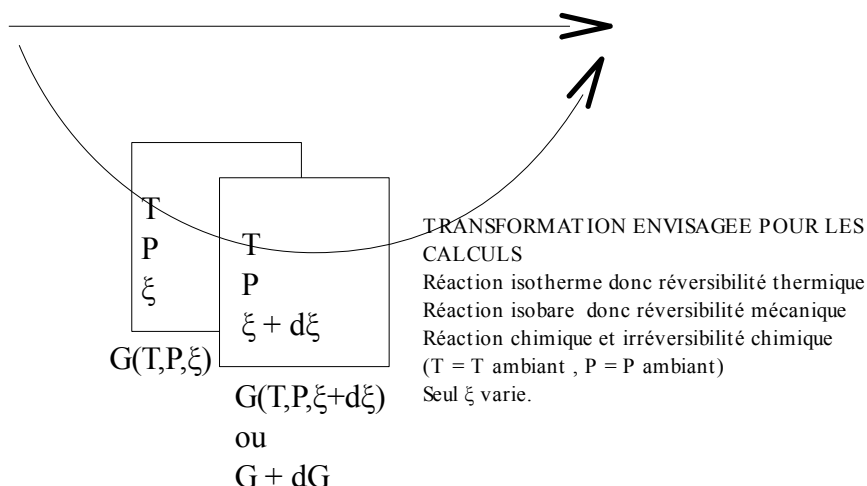 T
P
ξ
G(T,P,ξ)
T
P
ξ + dξ
G(T,P,ξ+dξ)
ou
G + dG
TRANSFORMATION ENVISAGEE POUR LES
CALCULS
Réaction isotherme donc réversibilité thermique
Réaction isobare donc réversibilité mécanique
Réaction chimique et irréversibilité chimique
(T = T ambiant , P = P ambiant)
Seul ξ varie.